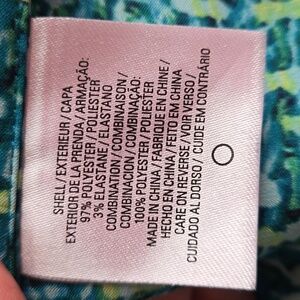 SHELL / EXTERIEUR / CAPA
EXTERIOR DE LA PRENDA / ARMAÇÃO:
97% POLYESTER / POLIESTER
3% ELASTANE / ELASTANO
COMBINATION / COMBINAISON /
COMBINACION / COMBINAÇÃO:
100% POLYESTER / POLIESTER
MADE IN CHINA / FABRIQUE EN CHINE /
HECHO EN CHINA / FEITO EM CHINA
CARE ON REVERSE / VOIR VERSO /
CUIDADO AL DORSO / CUIDE EM CONTRÁRIO